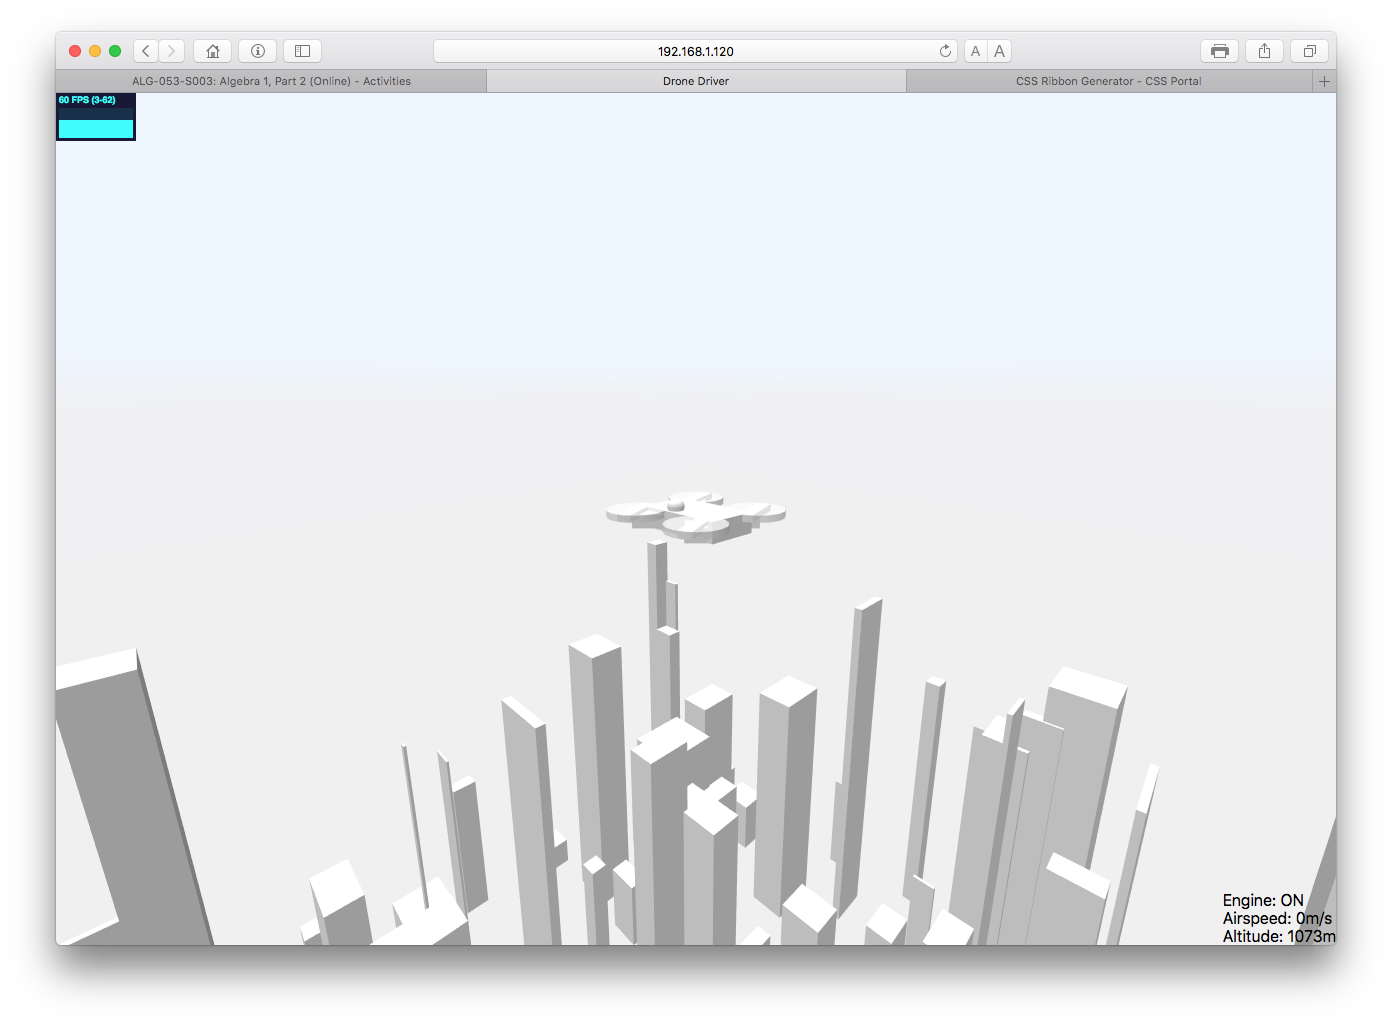 192.168.1.120
A A
ALG-053-S003: Algebra 1, Part 2 (Online) - Activities
Drone Driver
CSS Ribbon Generator - CSS Portal
60 FPS (3-62)
Engine: ON
Airspeed: 0m/s
Altitude: 1073m